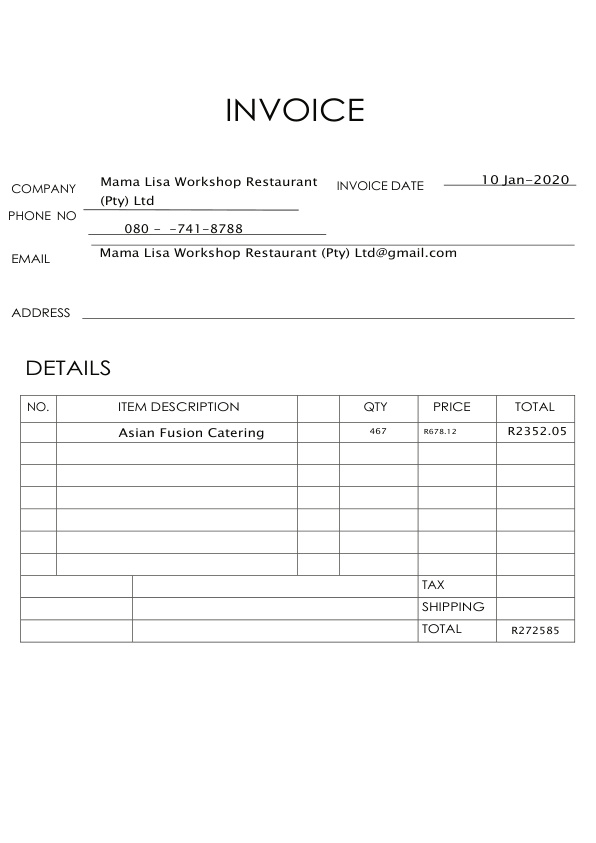 INVOICE
COMPANY Mama Lisa Workshop Restaurant (Pty) Ltd
INVOICE DATE 10 Jan-2020
PHONE NO 080 - -741-8788
EMAIL Mama Lisa Workshop Restaurant (Pty) Ltd@gmail.com
ADDRESS
DETAILS
NO. ITEM DESCRIPTION QTY PRICE TOTAL
Asian Fusion Catering 467 R678.12 R2352.05
TAX
SHIPPING
TOTAL R272585